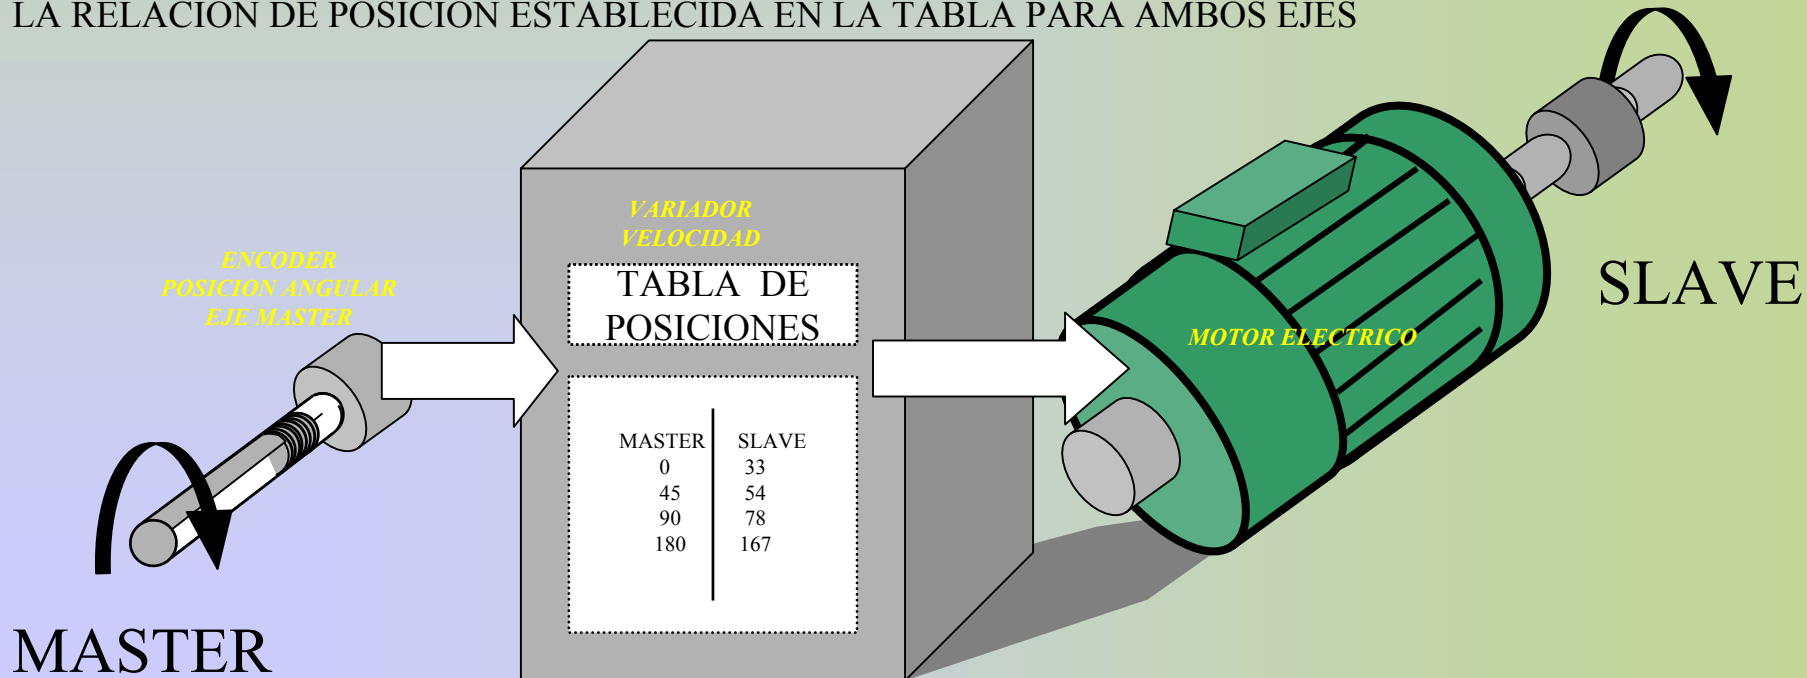 LA RELACION DE POSICION ESTABLECIDA EN LA TABLA PARA AMBOS EJES
VARIADOR
VELOCIDAD
ENCODER
POSICION ANGULAR
EJE MASTER
TABLA DE
POSICIONES
MOTOR ELECTRICO
SLAVE
MASTER SLAVE
0 33
45 54
90 78
180 167
MASTER